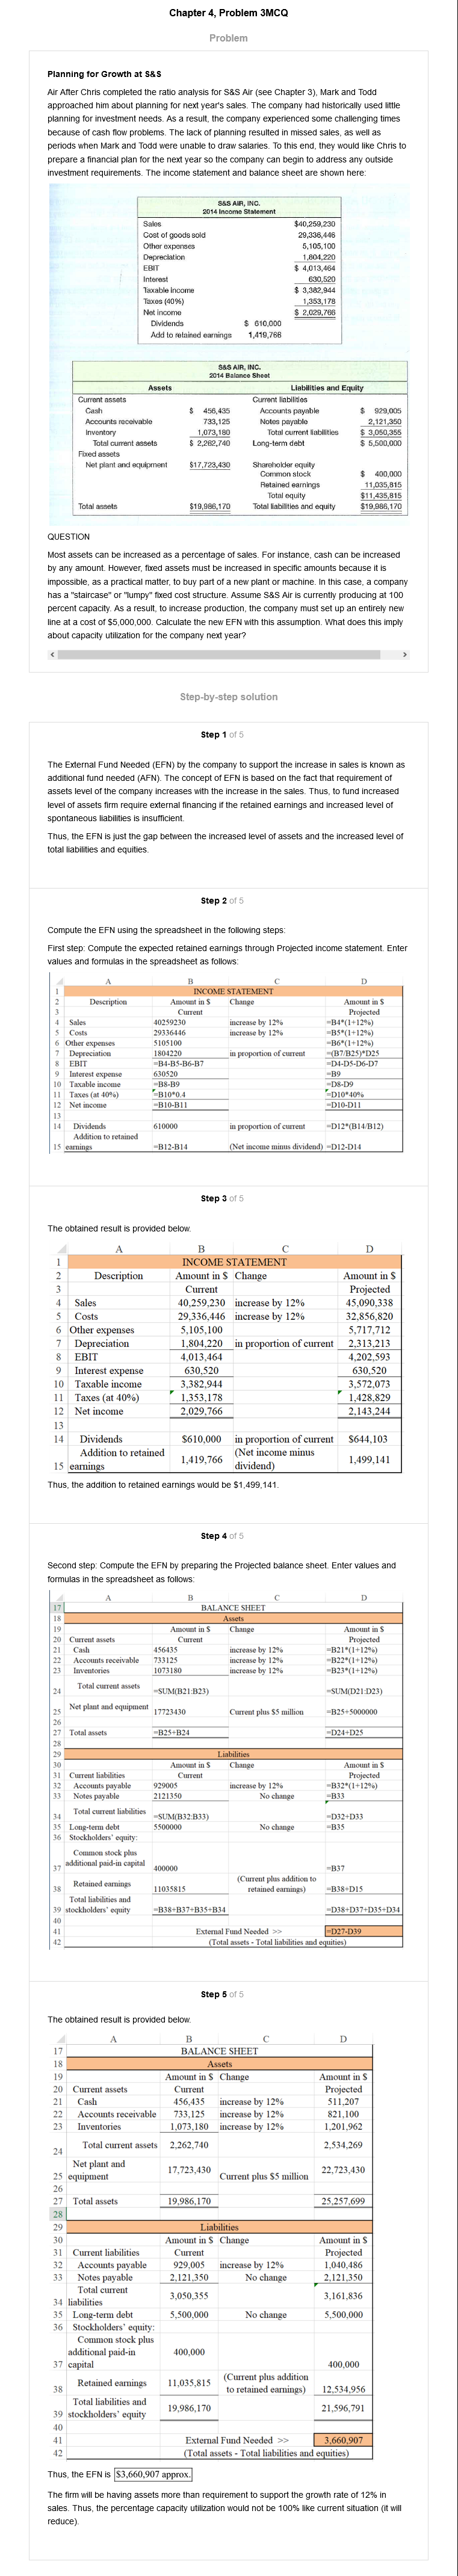 Chapter 4, Problem 3MCQ
Problem
Planning for Growth at S&S
Air After Chris completed the ratio analysis for S&S Air (see Chapter 3), Mark and Todd
approached him about planning for next year's sales. The company had historically used little
planning for investment needs. As a result, the company experienced some challenging times
because of cash flow problems. The lack of planning resulted in missed sales, as well as
periods when Mark and Todd were unable to draw salaries. To this end, they would like Chris to
prepare a financial plan for the next year so the company can begin to address any outside
investment requirements. The income statement and balance sheet are shown here:
S&S AIR, INC.
2014 Income Statement
Sales $40,259,230
Cost of goods sold 29,336,446
Other expenses 5,105,100
Depreciation 1,804,220
EBIT $ 4,013,464
Interest 630,520
Taxable income $ 3,382,944
Taxes (40%) 1,353,178
Net income $ 2,029,766
Dividends $ 610,000
Add to retained earnings 1,419,766
S&S AIR, INC.
2014 Balance Sheet
Assets Liabilities and Equity
Current assets Current liabilities
Cash $ 456,435 Accounts payable $ 929,005
Accounts receivable 733,125 Notes payable 2,121,350
Inventory 1,073,180 Total current liabilities $ 3,050,355
Total current assets $ 2,262,740 Long-term debt $ 5,500,000
Fixed assets
Net plant and equipment $17,723,430 Shareholder equity
Common stock $ 400,000
Retained earnings 11,035,815
Total equity $11,435,815
Total assets $19,986,170 Total liabilities and equity $19,986,170
QUESTION
Most assets can be increased as a percentage of sales. For instance, cash can be increased
by any amount. However, fixed assets must be increased in specific amounts because it is
impossible, as a practical matter, to buy part of a new plant or machine. In this case, a company
has a "staircase" or "lumpy" fixed cost structure. Assume S&S Air is currently producing at 100
percent capacity. As a result, to increase production, the company must set up an entirely new
line at a cost of $5,000,000. Calculate the new EFN with this assumption. What does this imply
about capacity utilization for the company next year?
Step-by-step solution
Step 1 of 5
The External Fund Needed (EFN) by the company to support the increase in sales is known as
additional fund needed (AFN). The concept of EFN is based on the fact that requirement of
assets level of the company increases with the increase in the sales. Thus, to fund increased
level of assets firm require external financing if the retained earnings and increased level of
spontaneous liabilities is insufficient.
Thus, the EFN is just the gap between the increased level of assets and the increased level of
total liabilities and equities.
Step 2 of 5
Compute the EFN using the spreadsheet in the following steps:
First step: Compute the expected retained earnings through Projected income statement. Enter
values and formulas in the spreadsheet as follows:
A B C D
1 INCOME STATEMENT
2 Description Amount in $ Change Amount in $
3 Current Projected
4 Sales 40259230 increase by 12% =B4*(1+12%)
5 Costs 29336446 increase by 12% =B5*(1+12%)
6 Other expenses 5105100 =B6*(1+12%)
7 Depreciation 1804220 in proportion of current =(B7/B25)*D25
8 EBIT =B4-B5-B6-B7 =D4-D5-D6-D7
9 Interest expense 630520 =B9
10 Taxable income =B8-B9 =D8-D9
11 Taxes (at 40%) =B10*0.4 =D10*40%
12 Net income =B10-B11 =D10-D11
13
14 Dividends 610000 in proportion of current =D12*(B14/B12)
Addition to retained
15 earnings =B12-B14 (Net income minus dividend) =D12-D14
Step 3 of 5
The obtained result is provided below.
A B C D
1 INCOME STATEMENT
2 Description Amount in $ Change Amount in $
3 Current Projected
4 Sales 40,259,230 increase by 12% 45,090,338
5 Costs 29,336,446 increase by 12% 32,856,820
6 Other expenses 5,105,100 5,717,712
7 Depreciation 1,804,220 in proportion of current 2,313,213
8 EBIT 4,013,464 4,202,593
9 Interest expense 630,520 630,520
10 Taxable income 3,382,944 3,572,073
11 Taxes (at 40%) 1,353,178 1,428,829
12 Net income 2,029,766 2,143,244
13
14 Dividends $610,000 in proportion of current $644,103
Addition to retained (Net income minus
15 earnings 1,419,766 dividend) 1,499,141
Thus, the addition to retained earnings would be $1,499,141.
Step 4 of 5
Second step: Compute the EFN by preparing the Projected balance sheet. Enter values and
formulas in the spreadsheet as follows:
A B C D
17 BALANCE SHEET
18 Assets
19 Amount in $ Change Amount in $
20 Current assets Current Projected
21 Cash 456435 increase by 12% =B21*(1+12%)
22 Accounts receivable 733125 increase by 12% =B22*(1+12%)
23 Inventories 1073180 increase by 12% =B23*(1+12%)
24 Total current assets =SUM(B21:B23) =SUM(D21:D23)
25 Net plant and equipment 17723430 Current plus $5 million =B25+5000000
26
27 Total assets =B25+B24 =D24+D25
28
29 Liabilities
30 Amount in $ Change Amount in $
31 Current liabilities Current Projected
32 Accounts payable 929005 increase by 12% =B32*(1+12%)
33 Notes payable 2121350 No change =B33
34 Total current liabilities =SUM(B32:B33) =D32+D33
35 Long-term debt 5500000 No change =B35
36 Stockholders' equity:
Common stock plus
37 additional paid-in capital 400000 =B37
(Current plus addition to
38 Retained earnings 11035815 retained earnings) =B38+D15
Total liabilities and
39 stockholders' equity =B38+B37+B35+B34 =D38+D37+D35+D34
40
41 External Fund Needed >> =D27-D39
42 (Total assets - Total liabilities and equities)
Step 5 of 5
The obtained result is provided below.
A B C D
17 BALANCE SHEET
18 Assets
19 Amount in $ Change Amount in $
20 Current assets Current Projected
21 Cash 456,435 increase by 12% 511,207
22 Accounts receivable 733,125 increase by 12% 821,100
23 Inventories 1,073,180 increase by 12% 1,201,962
24 Total current assets 2,262,740 2,534,269
Net plant and
25 equipment 17,723,430 Current plus $5 million 22,723,430
26
27 Total assets 19,986,170 25,257,699
28
29 Liabilities
30 Amount in $ Change Amount in $
31 Current liabilities Current Projected
32 Accounts payable 929,005 increase by 12% 1,040,486
33 Notes payable 2,121,350 No change 2,121,350
Total current
34 liabilities 3,050,355 3,161,836
35 Long-term debt 5,500,000 No change 5,500,000
36 Stockholders' equity:
Common stock plus
additional paid-in 400,000
37 capital 400,000
(Current plus addition
38 Retained earnings 11,035,815 to retained earnings) 12,534,956
Total liabilities and
39 stockholders' equity 19,986,170 21,596,791
40
41 External Fund Needed >> 3,660,907
42 (Total assets - Total liabilities and equities)
Thus, the EFN is $3,660,907 approx.
The firm will be having assets more than requirement to support the growth rate of 12% in
sales. Thus, the percentage capacity utilization would not be 100% like current situation (it will
reduce).